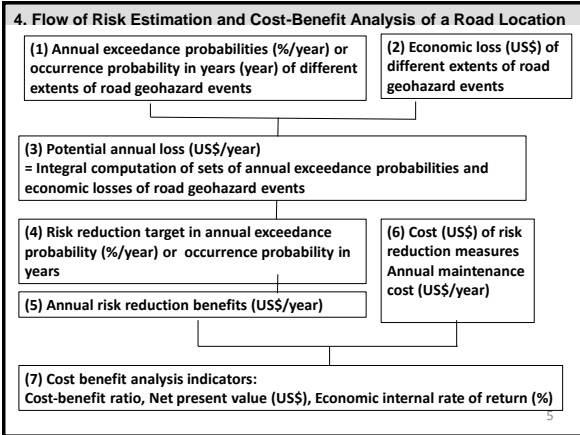 4. Flow of Risk Estimation and Cost-Benefit Analysis of a Road Location
(1) Annual exceedance probabilities (%/year) or
occurrence probability in years (year) of different
extents of road geohazard events
(2) Economic loss (US$) of
different extents of road
geohazard events
(3) Potential annual loss (US$/year)
= Integral computation of sets of annual exceedance probabilities and
economic losses of road geohazard events
(4) Risk reduction target in annual exceedance
probability (%/year) or occurrence probability in
years
(5) Annual risk reduction benefits (US$/year)
(6) Cost (US$) of risk
reduction measures
Annual maintenance
cost (US$/year)
(7) Cost benefit analysis indicators:
Cost-benefit ratio, Net present value (US$), Economic internal rate of return (%)
5